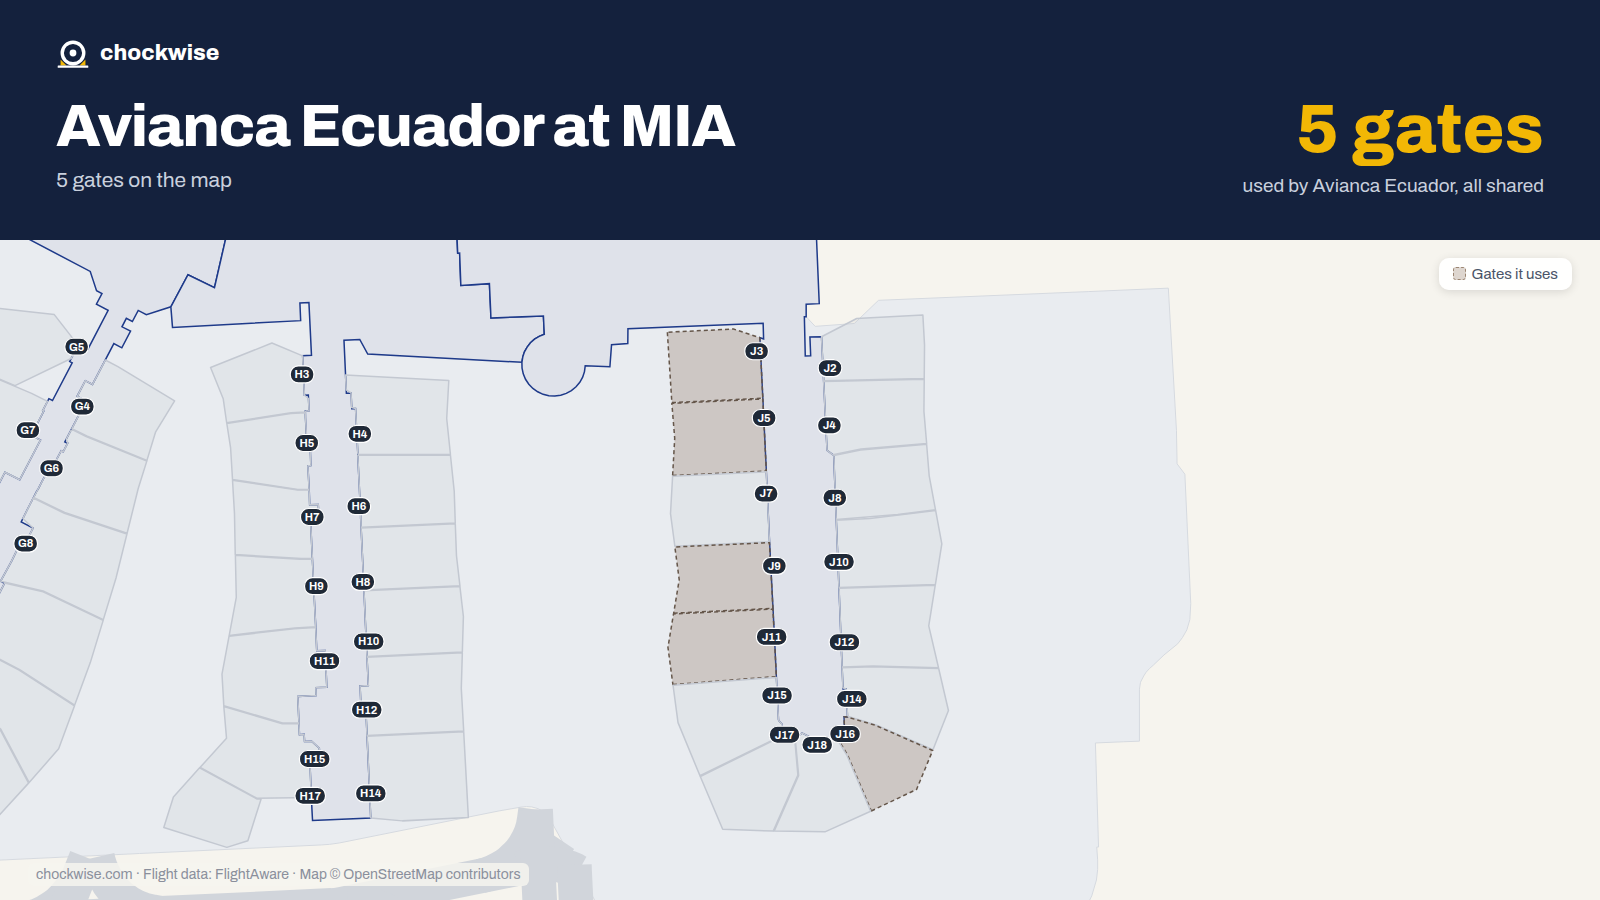 chockwise
Avianca Ecuador at MIA
5 gates on the map
5 gates
used by Avianca Ecuador, all shared
Gates it uses
G5
G4
G7
G6
G8
H3
H5
H4
H7
H6
H9
H8
H11
H10
H12
H15
H17
H14
J3
J2
J5
J4
J7
J8
J9
J10
J11
J12
J15
J14
J17
J18
J16
chockwise.com · Flight data: FlightAware · Map © OpenStreetMap contributors